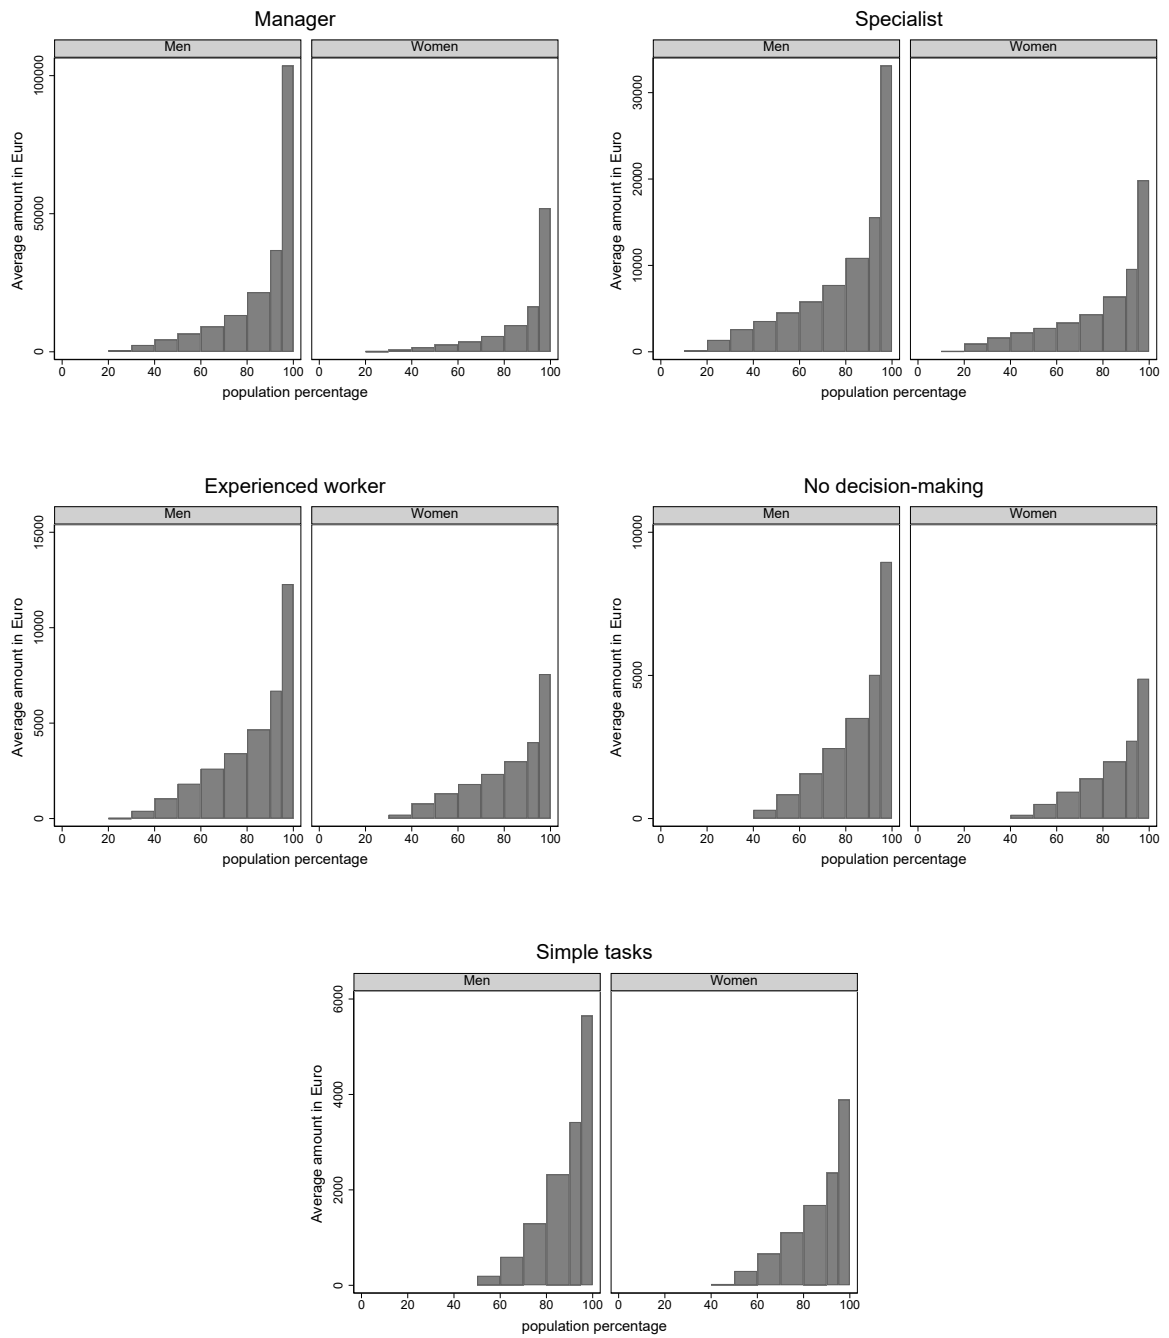 Manager
Men Women
Average amount in Euro
100000
50000
0
0 20 40 60 80 100 0 20 40 60 80 100
population percentage
Specialist
Men Women
Average amount in Euro
30000
20000
10000
0
0 20 40 60 80 100 0 20 40 60 80 100
population percentage
Experienced worker
Men Women
Average amount in Euro
15000
10000
5000
0
0 20 40 60 80 100 0 20 40 60 80 100
population percentage
No decision-making
Men Women
Average amount in Euro
10000
5000
0
0 20 40 60 80 100 0 20 40 60 80 100
population percentage
Simple tasks
Men Women
Average amount in Euro
6000
4000
2000
0
0 20 40 60 80 100 0 20 40 60 80 100
population percentage